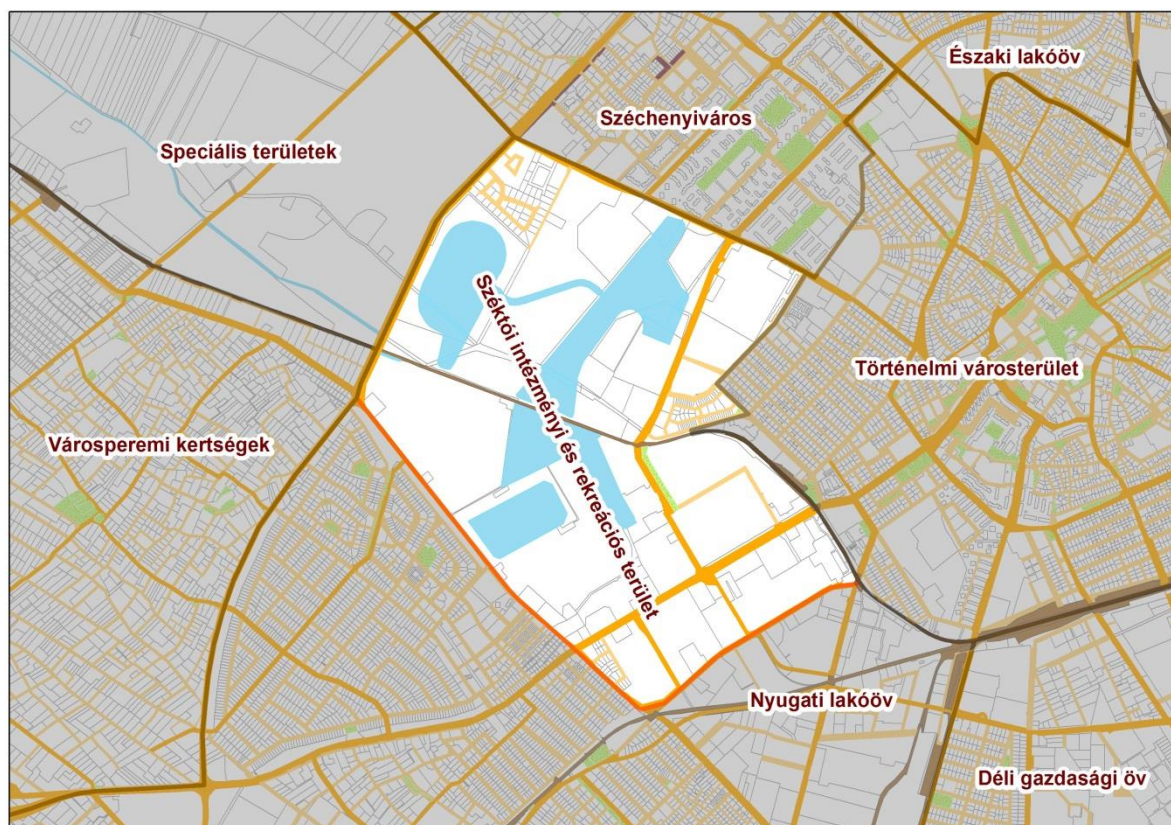 Északi lakóöv
Széchenyiváros
Speciális területek
Széktói intézményi és rekreációs terület
Történelmi városterület
Városperemi kertségek
Nyugati lakóöv
Déli gazdasági öv